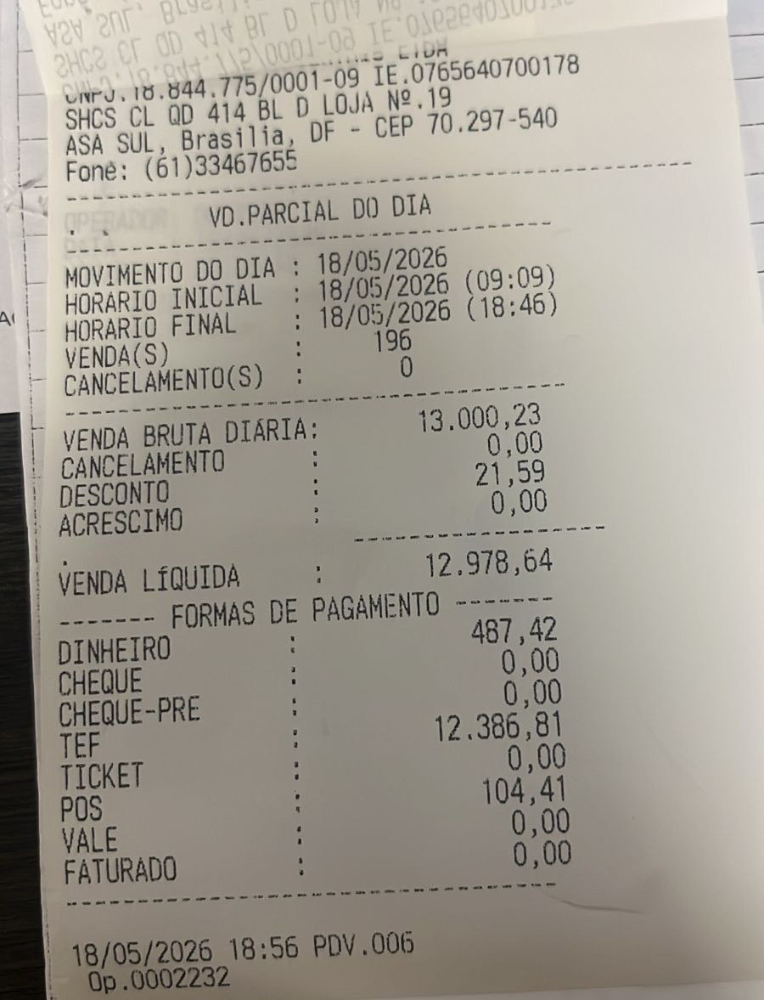 CNPJ.18.844.775/0001-09 IE.0765640700178
SHCS CL QD 414 BL D LOJA Nº.19
ASA SUL, Brasilia, DF - CEP 70.297-540
Fone: (61)33467655
--------------------------------
. . VD.PARCIAL DO DIA
--------------------------------
MOVIMENTO DO DIA : 18/05/2026
HORARIO INICIAL : 18/05/2026 (09:09)
HORARIO FINAL : 18/05/2026 (18:46)
VENDA(S) : 196
CANCELAMENTO(S) : 0
--------------------------------
VENDA BRUTA DIÁRIA: 13.000,23
CANCELAMENTO : 0,00
DESCONTO : 21,59
ACRESCIMO : 0,00
----------------
.
VENDA LÍQUIDA : 12.978,64
------- FORMAS DE PAGAMENTO -------
DINHEIRO : 487,42
CHEQUE : 0,00
CHEQUE-PRE : 0,00
TEF : 12.386,81
TICKET : 0,00
POS : 104,41
VALE : 0,00
FATURADO : 0,00
--------------------------------
18/05/2026 18:56 PDV.006
Op.0002232